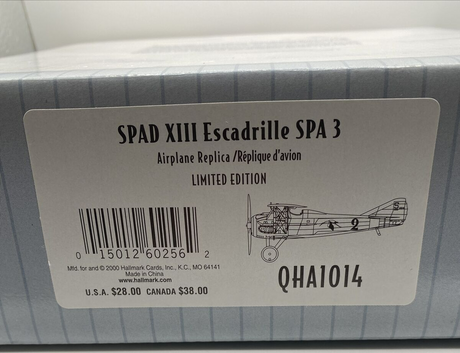 SPAD XIII Escadrille SPA 3
Airplane Replica/Réplique d'avion
LIMITED EDITION
2
0 15012 60256 2
Mfd. for and © 2000 Hallmark Cards, Inc., K.C., MO 64141
Made in China
www.hallmark.com
U.S.A. $28.00 CANADA $38.00
QHA1014